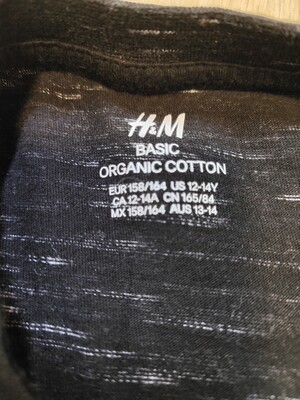 H&M
BASIC
ORGANIC COTTON
EUR 158/164 US 12-14Y
CA 12-14A CN 165/84
MX 158/164 AUS 13-14